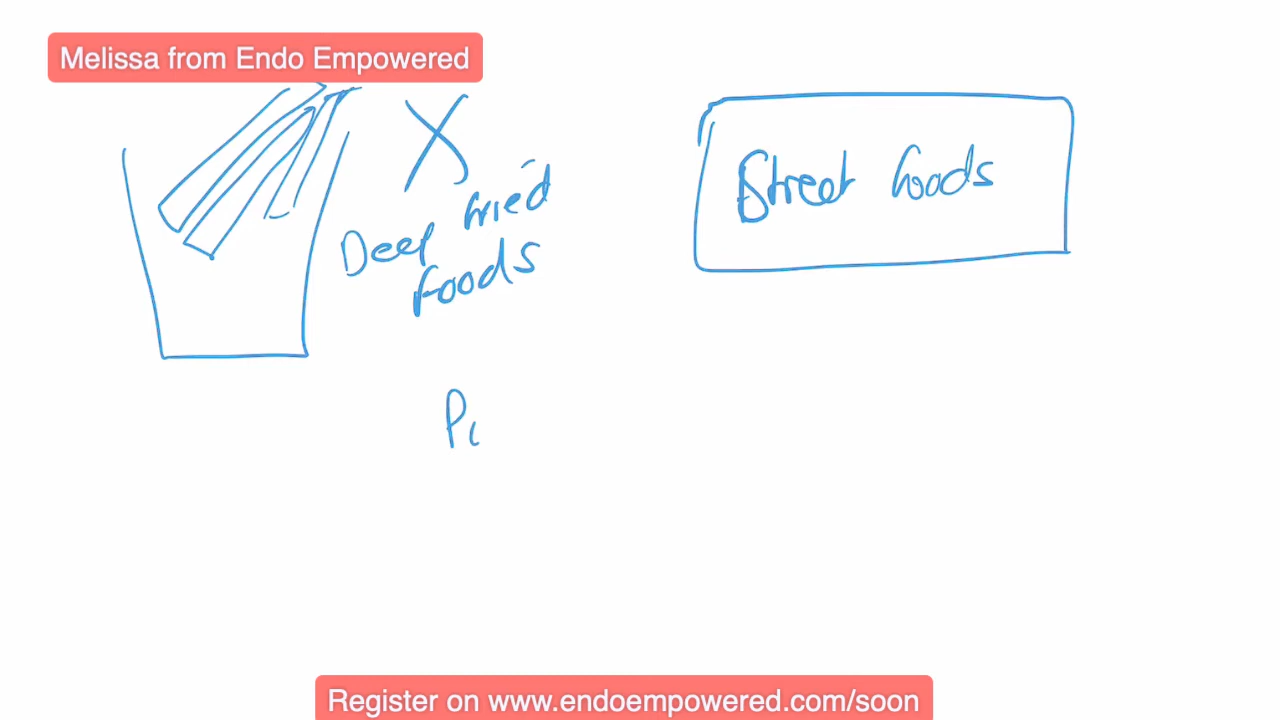 Melissa from Endo Empowered
X
Deep fried
foods
Street foods
Register on www.endoempowered.com/soon